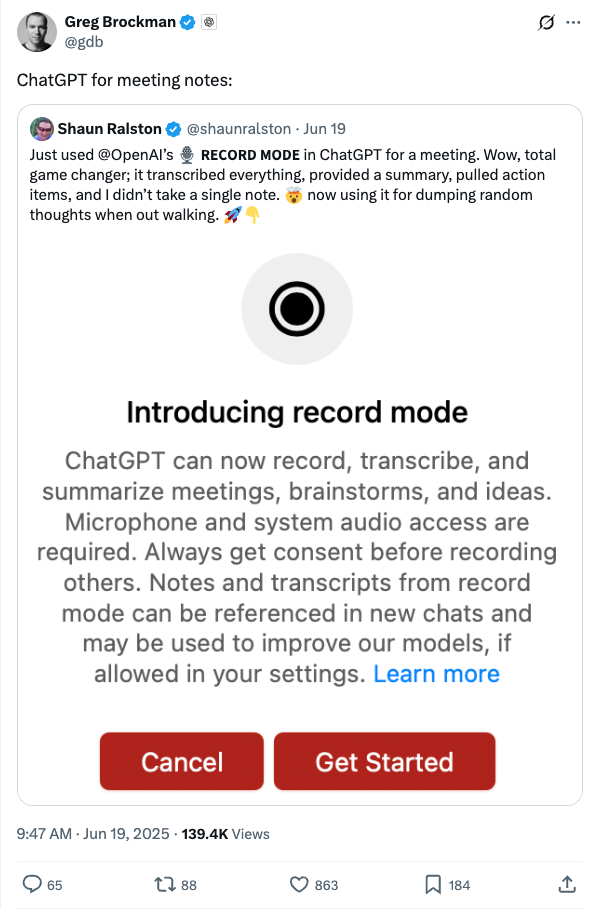 Greg Brockman
@gdb
ChatGPT for meeting notes:
Shaun Ralston @shaunralston · Jun 19
Just used @OpenAI’s 🎙️ RECORD MODE in ChatGPT for a meeting. Wow, total
game changer; it transcribed everything, provided a summary, pulled action
items, and I didn’t take a single note. 🤯 now using it for dumping random
thoughts when out walking. 🚀👇
Introducing record mode
ChatGPT can now record, transcribe, and
summarize meetings, brainstorms, and ideas.
Microphone and system audio access are
required. Always get consent before recording
others. Notes and transcripts from record
mode can be referenced in new chats and
may be used to improve our models, if
allowed in your settings. Learn more
Cancel Get Started
9:47 AM · Jun 19, 2025 · 139.4K Views
65 88 863 184